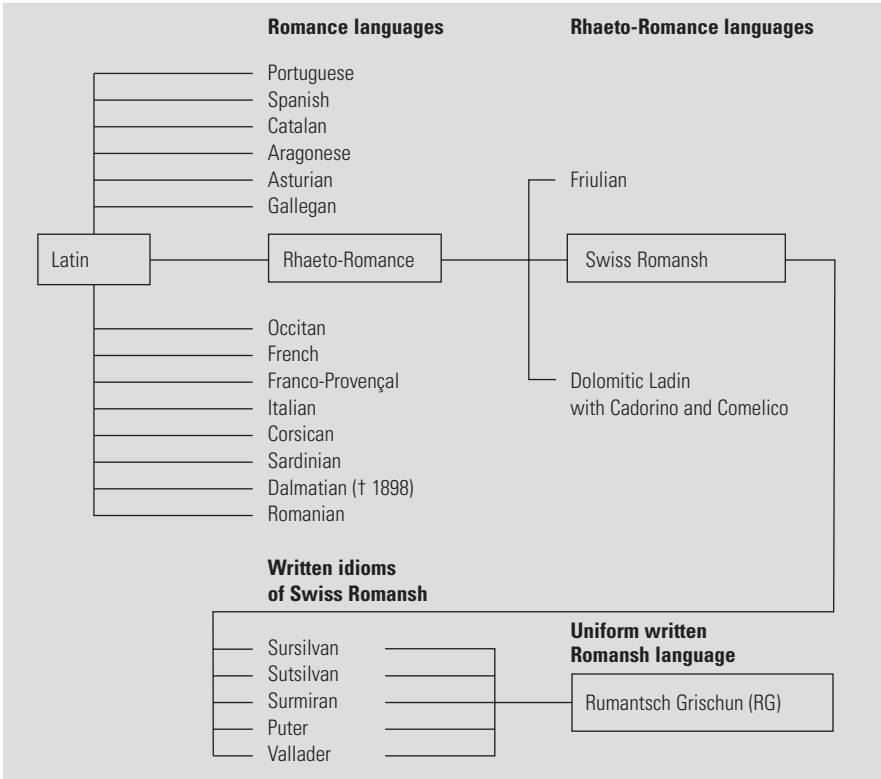 Romance languages
Rhaeto-Romance languages
Portuguese
Spanish
Catalan
Aragonese
Asturian
Gallegan
Friulian
Latin
Rhaeto-Romance
Swiss Romansh
Occitan
French
Franco-Provençal
Italian
Corsican
Sardinian
Dalmatian († 1898)
Romanian
Dolomitic Ladin
with Cadorino and Comelico
Written idioms
of Swiss Romansh
Sursilvan
Sutsilvan
Surmiran
Puter
Vallader
Uniform written
Romansh language
Rumantsch Grischun (RG)